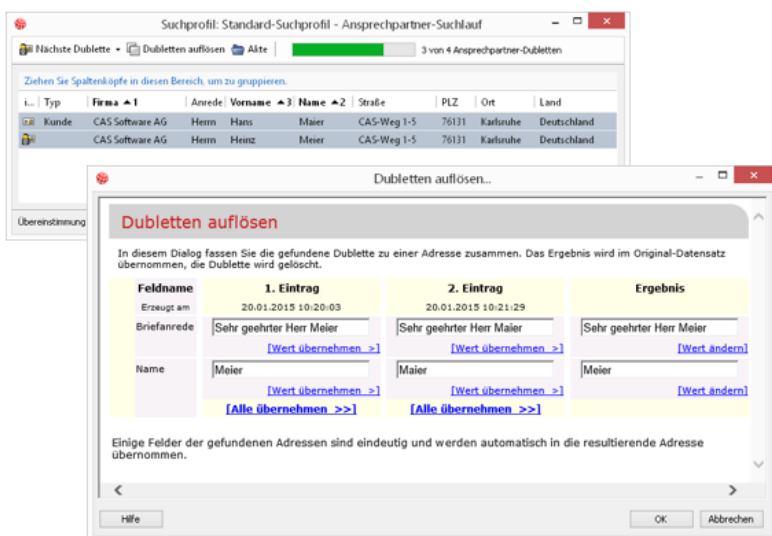 Suchprofil: Standard-Suchprofil - Ansprechpartner-Suchlauf
Nächste Dublette Dubletten auflösen Akte 3 von 4 Ansprechpartner-Dubletten
Ziehen Sie Spaltenköpfe in diesen Bereich, um zu gruppieren.
i... Typ Firma 1 Anrede Vorname 3 Name 2 Straße PLZ Ort Land
Kunde CAS Software AG Herrn Hans Maier CAS-Weg 1-5 76131 Karlsruhe Deutschland
CAS Software AG Herrn Heinz Meier CAS-Weg 1-5 76131 Karlsruhe Deutschland
Übereinstimmung
Dubletten auflösen...
Dubletten auflösen
In diesem Dialog fassen Sie die gefundene Dublette zu einer Adresse zusammen. Das Ergebnis wird im Original-Datensatz
übernommen, die Dublette wird gelöscht.
Feldname 1. Eintrag 2. Eintrag Ergebnis
Erzeugt am 20.01.2015 10:20:03 20.01.2015 10:21:29
Briefanrede Sehr geehrter Herr Meier Sehr geehrter Herr Maier Sehr geehrter Herr Meier
[Wert übernehmen >] [Wert übernehmen >] [Wert ändern]
Name Meier Maier Meier
[Wert übernehmen >] [Wert übernehmen >] [Wert ändern]
[Alle übernehmen >>] [Alle übernehmen >>]
Einige Felder der gefundenen Adressen sind eindeutig und werden automatisch in die resultierende Adresse
übernommen.
Hilfe OK Abbrechen